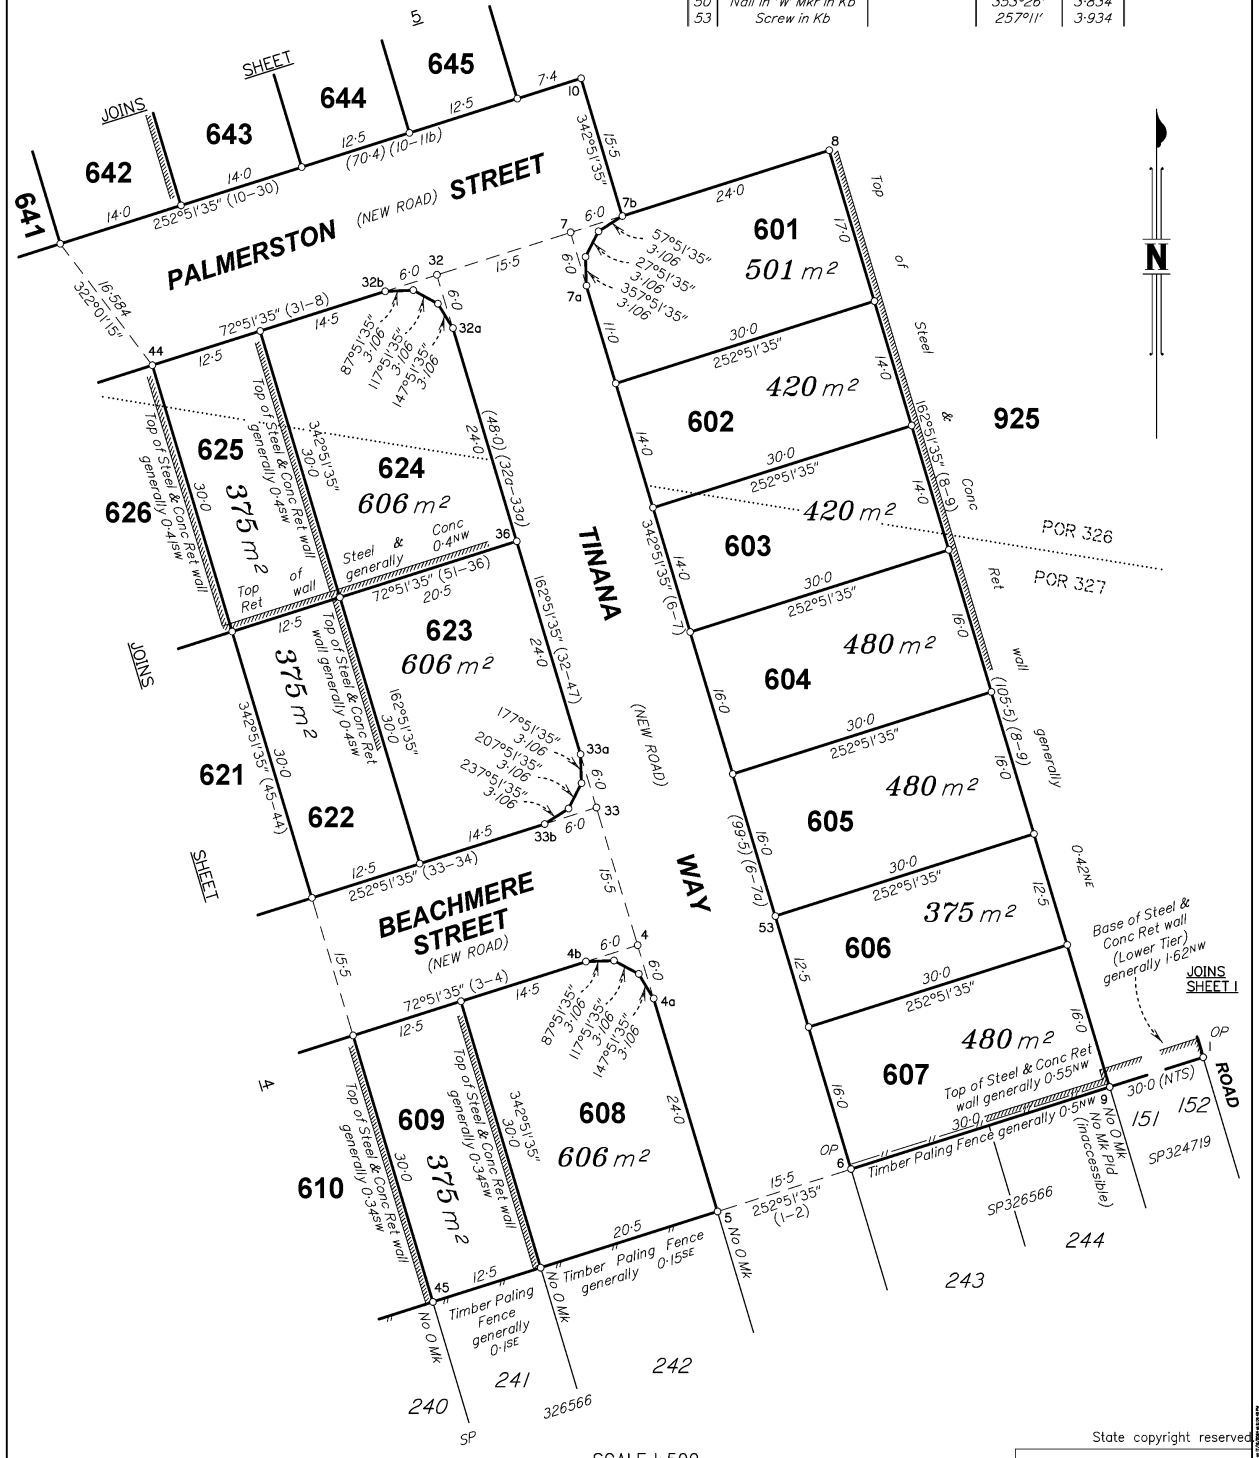 50 Nail in 'W' Mkr in Kb 353°26' 3·834
53 Screw in Kb 257°11' 3·934
5
SHEET
JOINS
641
642
643
644
645
14·0
14·0
12·5
12·5
7·4
10
252°51'35" (10-30)
(70·4) (10-11b)
342°51'35"
15·5
PALMERSTON (NEW ROAD) STREET
16·584
322°01'15"
8
7b
7
7a
6·0
6·0
24·0
57°51'35"
3·106
27°51'35"
3·106
357°51'35"
3·106
601
501 m²
17·0
11·0
30·0
252°51'35"
Top of Steel & Conc Ret wall generally 0·42NE
N
32
32b
32a
6·0
6·0
15·5
72°51'35" (31-8)
14·5
12·5
44
87°51'35"
3·106
117°51'35"
3·106
147°51'35"
3·106
Top of Steel & Conc Ret wall
generally 0·41SW
626
625
375 m²
30·0
Top of Steel & Conc Ret wall
generally 0·4SW
342°51'35"
30·0
624
606 m²
(48·0) (32a-33a)
24·0
602
420 m²
14·0
14·0
30·0
252°51'35"
162°51'35" (8-9)
925
603
420 m²
14·0
14·0
30·0
252°51'35"
342°51'35" (6-7)
POR 326
POR 327
Top of
Ret wall
Steel & Conc
generally 0·4NW
36
72°51'35" (51-36)
20·5
12·5
TINANA
(NEW ROAD)
WAY
623
606 m²
162°51'35" (32-47)
24·0
162°51'35"
30·0
Top of Steel & Conc Ret
wall generally 0·4SW
375 m²
622
JOINS
SHEET
4
621
342°51'35" (45-44)
30·0
604
480 m²
16·0
16·0
30·0
252°51'35"
(105·5) (8-9)
177°51'35"
3·106
207°51'35"
3·106
237°51'35"
3·106
33a
33
33b
6·0
6·0
14·5
12·5
252°51'35" (33-34)
15·5
15·5
605
480 m²
16·0
16·0
30·0
252°51'35"
(99·5) (6-7a)
53
BEACHMERE
STREET
(NEW ROAD)
606
375 m²
12·5
12·5
30·0
252°51'35"
Base of Steel &
Conc Ret wall
(Lower Tier)
generally 1·62NW
JOINS
SHEET 1
4
4b
4a
6·0
6·0
72°51'35" (3-4)
14·5
12·5
87°51'35"
3·106
117°51'35"
3·106
147°51'35"
3·106
607
480 m²
16·0
16·0
Top of Steel & Conc Ret
wall generally 0·55NW
30·0
Timber Paling Fence generally 0·5NW
OP
6
9
No O Mk
No Mk Pld
(inaccessible)
30·0 (NTS)
OP
1
ROAD
151
152
SP324719
610
Top of Steel & Conc Ret wall
generally 0·34SW
609
375 m²
30·0
Top of Steel & Conc Ret wall
generally 0·34SW
342°51'35"
30·0
608
606 m²
24·0
5
15·5
252°51'35"
(1-2)
20·5
Timber Paling Fence
generally 0·15SE
12·5
45
Timber Paling
Fence
generally
0·1SE
No O Mk
No O Mk
No O Mk
SP326566
244
243
242
241
240
SP
326566
SCALE 1:500
State copyright reserved